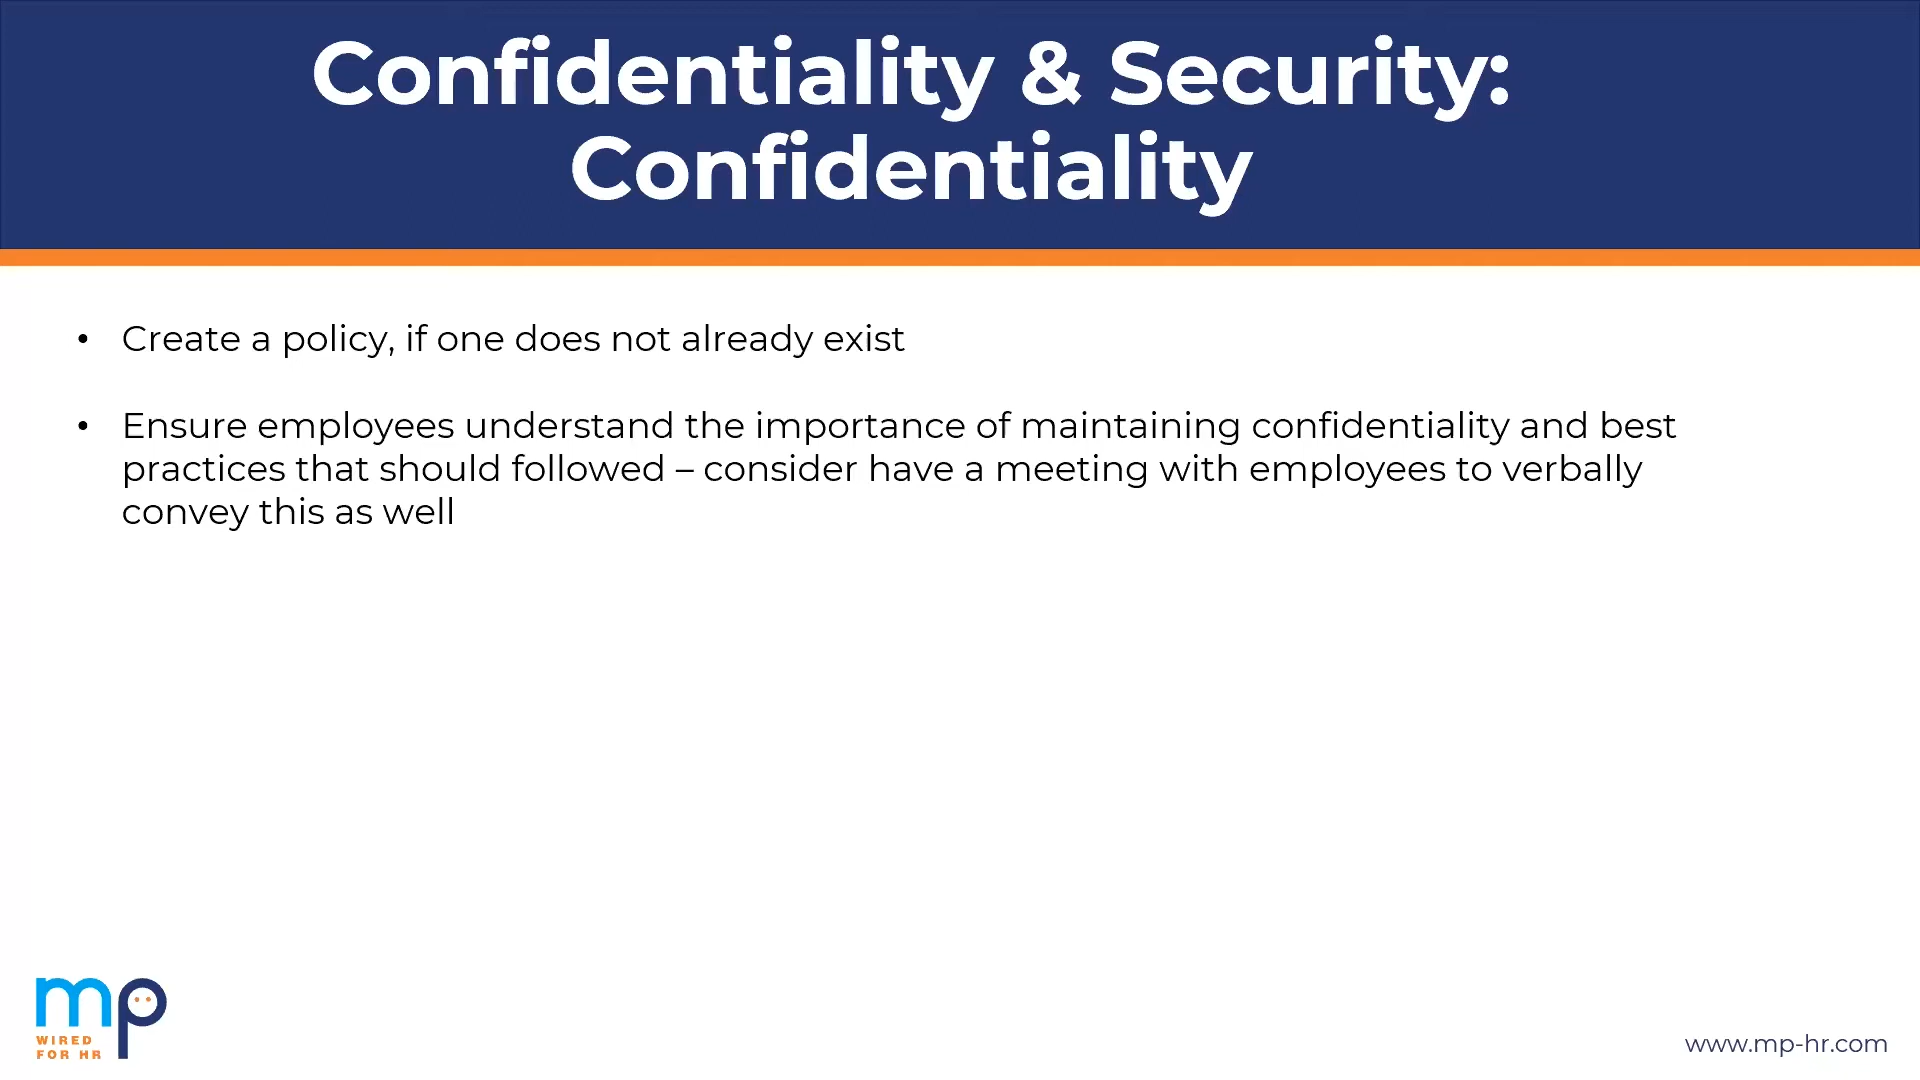 Confidentiality & Security:
Confidentiality
• Create a policy, if one does not already exist
• Ensure employees understand the importance of maintaining confidentiality and best
practices that should followed – consider have a meeting with employees to verbally
convey this as well
mp
WIRED
FOR HR
www.mp-hr.com